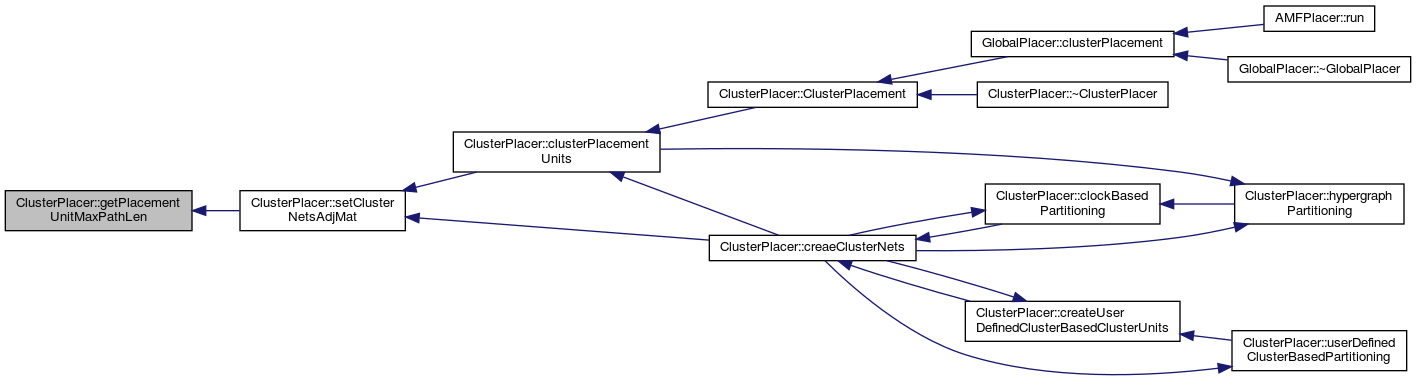 AMFPlacer::run
GlobalPlacer::clusterPlacement
GlobalPlacer::~GlobalPlacer
ClusterPlacer::ClusterPlacement
ClusterPlacer::~ClusterPlacer
ClusterPlacer::clusterPlacement
Units
ClusterPlacer::getPlacement
UnitMaxPathLen
ClusterPlacer::setCluster
NetsAdjMat
ClusterPlacer::clockBased
Partitioning
ClusterPlacer::hypergraph
Partitioning
ClusterPlacer::creaeClusterNets
ClusterPlacer::createUser
DefinedClusterBasedClusterUnits
ClusterPlacer::userDefined
ClusterBasedPartitioning